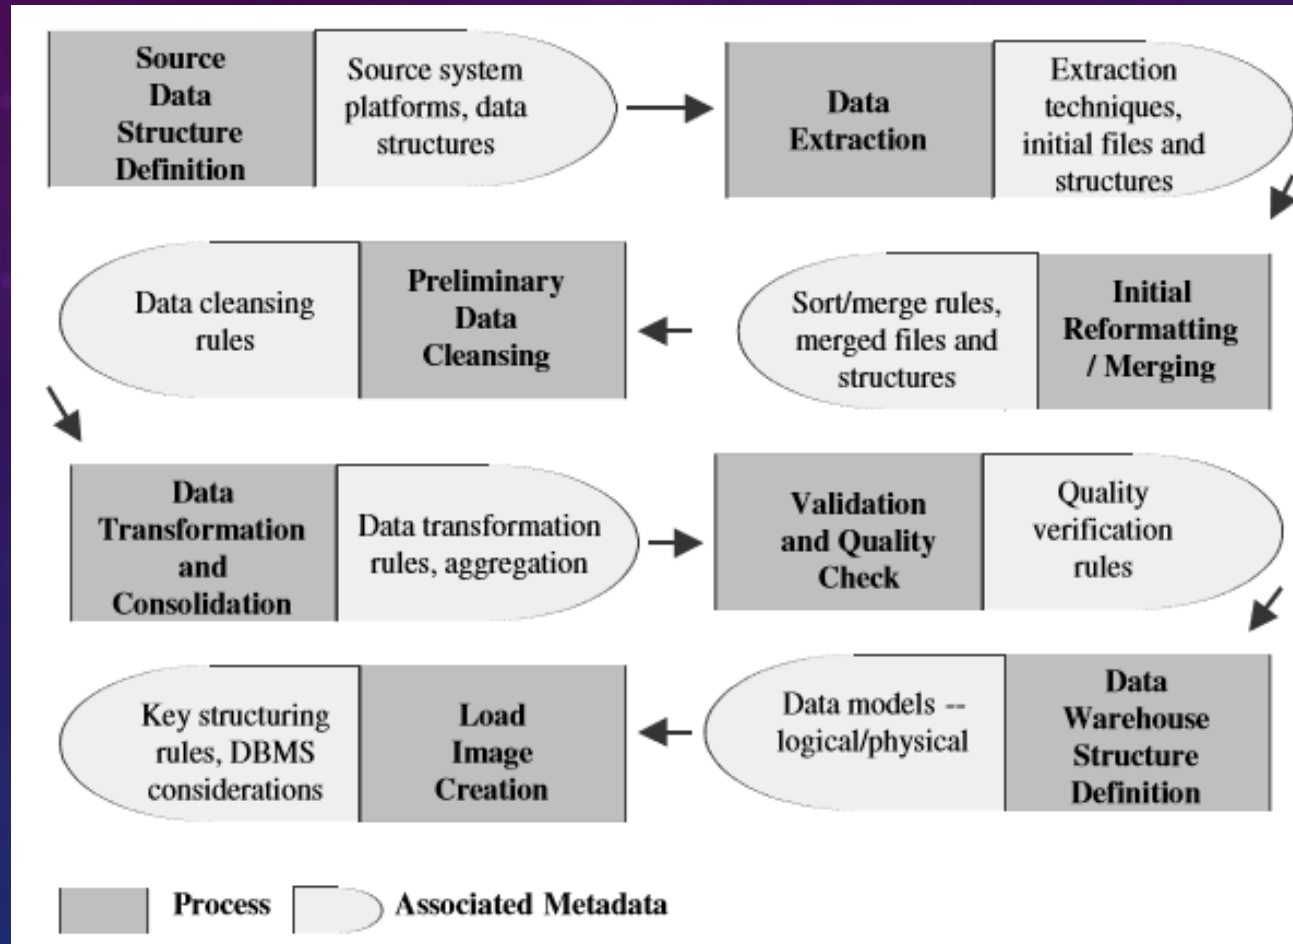 Source
Data
Structure
Definition
Source system
platforms, data
structures
Data
Extraction
Extraction
techniques,
initial files and
structures
Initial
Reformatting
/ Merging
Sort/merge rules,
merged files and
structures
Preliminary
Data
Cleansing
Data cleansing
rules
Data
Transformation
and
Consolidation
Data transformation
rules, aggregation
Validation
and Quality
Check
Quality
verification
rules
Data
Warehouse
Structure
Definition
Data models --
logical/physical
Load
Image
Creation
Key structuring
rules, DBMS
considerations
Process
Associated Metadata